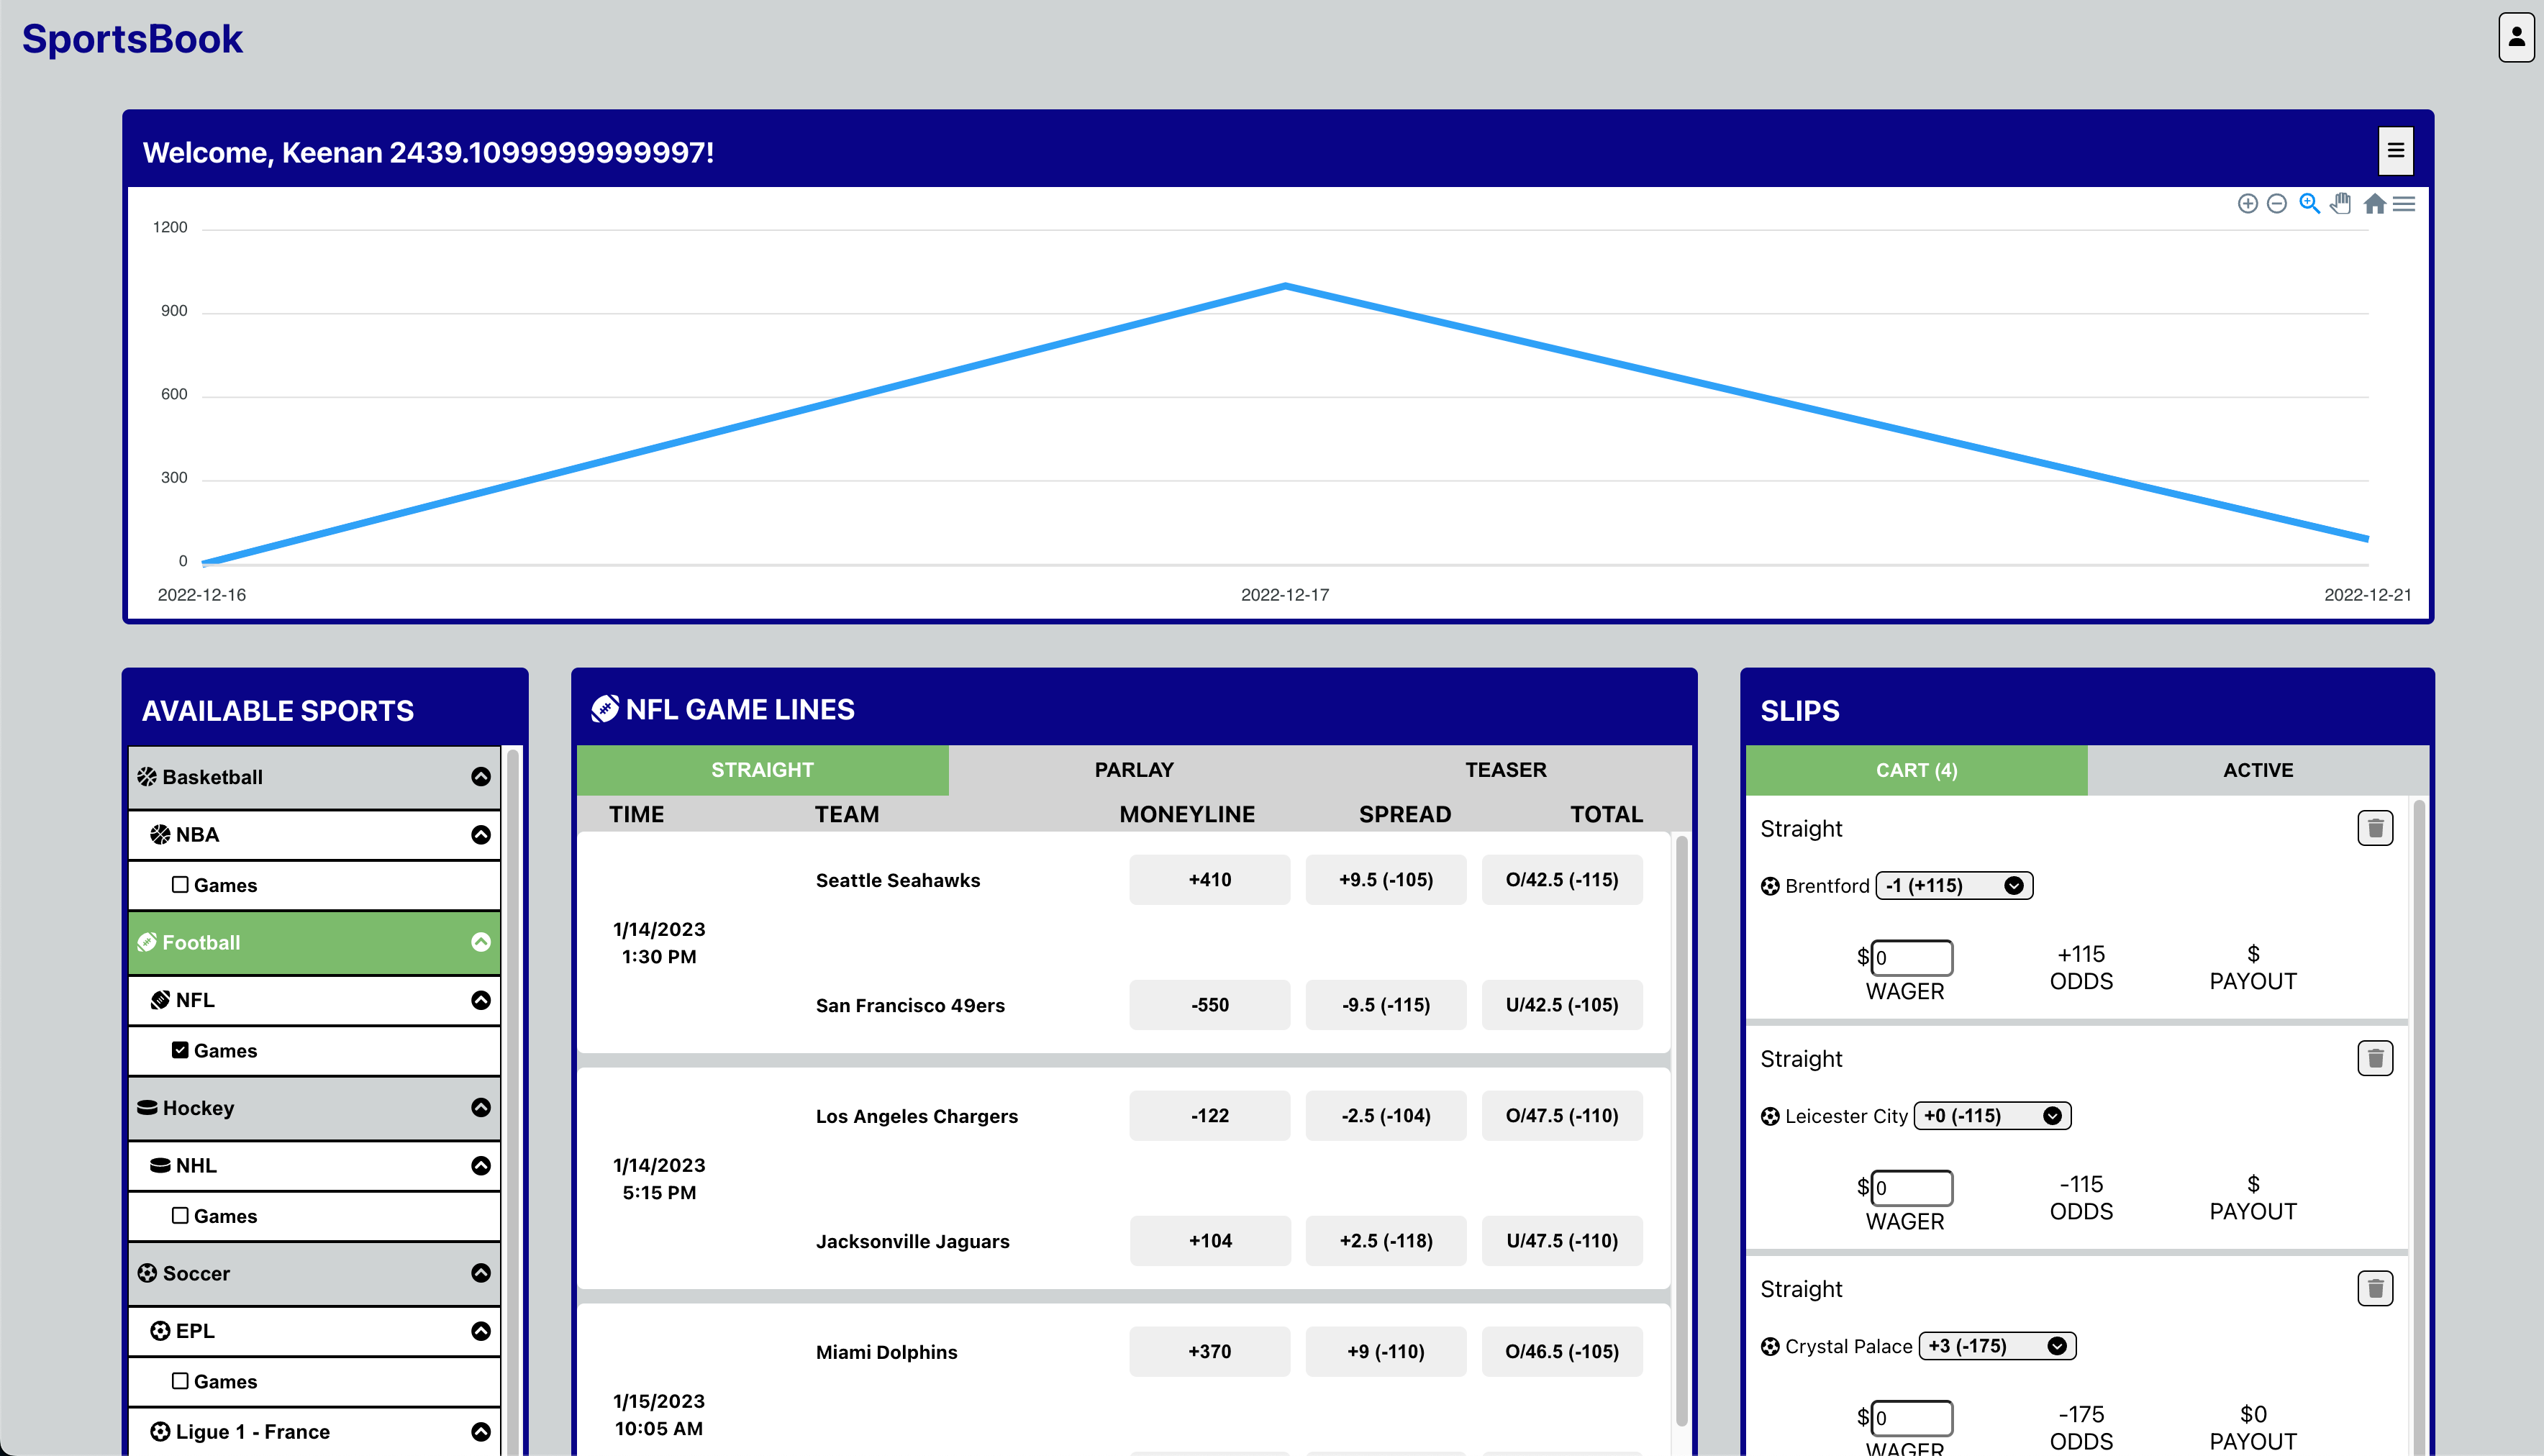 SportsBook
Welcome, Keenan 2439.1099999999997!
1200
900
600
300
0
2022-12-16 2022-12-17 2022-12-21
AVAILABLE SPORTS
Basketball
NBA
Games
Football
NFL
Games
Hockey
NHL
Games
Soccer
EPL
Games
Ligue 1 - France
NFL GAME LINES
STRAIGHT PARLAY TEASER
TIME TEAM MONEYLINE SPREAD TOTAL
Seattle Seahawks +410 +9.5 (-105) O/42.5 (-115)
1/14/2023
1:30 PM
San Francisco 49ers -550 -9.5 (-115) U/42.5 (-105)
Los Angeles Chargers -122 -2.5 (-104) O/47.5 (-110)
1/14/2023
5:15 PM
Jacksonville Jaguars +104 +2.5 (-118) U/47.5 (-110)
Miami Dolphins +370 +9 (-110) O/46.5 (-105)
1/15/2023
10:05 AM
SLIPS
CART (4) ACTIVE
Straight
Brentford -1 (+115)
$0 +115 $
WAGER ODDS PAYOUT
Straight
Leicester City +0 (-115)
$0 -115 $
WAGER ODDS PAYOUT
Straight
Crystal Palace +3 (-175)
$0 -175 $0
WAGER ODDS PAYOUT